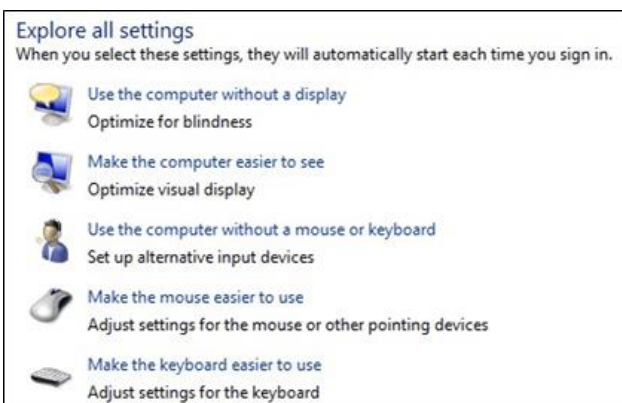 Explore all settings
When you select these settings, they will automatically start each time you sign in.
Use the computer without a display
Optimize for blindness
Make the computer easier to see
Optimize visual display
Use the computer without a mouse or keyboard
Set up alternative input devices
Make the mouse easier to use
Adjust settings for the mouse or other pointing devices
Make the keyboard easier to use
Adjust settings for the keyboard